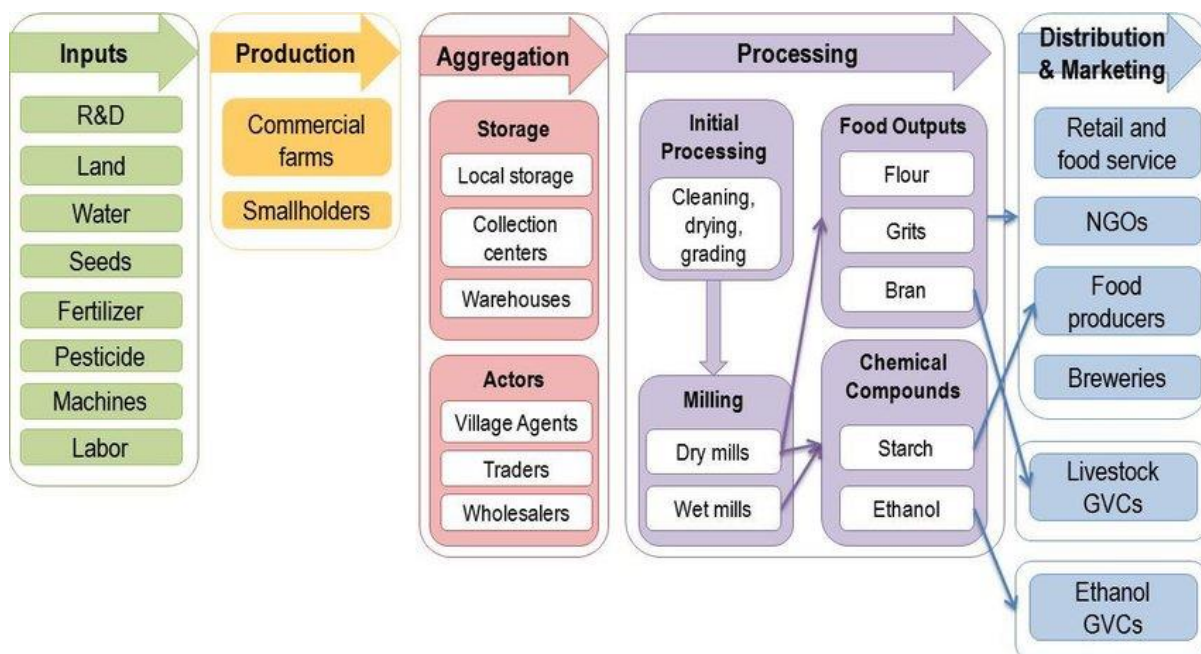 Inputs
R&D
Land
Water
Seeds
Fertilizer
Pesticide
Machines
Labor
Production
Commercial
farms
Smallholders
Aggregation
Storage
Local storage
Collection
centers
Warehouses
Actors
Village Agents
Traders
Wholesalers
Processing
Initial
Processing
Cleaning,
drying,
grading
Milling
Dry mills
Wet mills
Food Outputs
Flour
Grits
Bran
Chemical
Compounds
Starch
Ethanol
Distribution
& Marketing
Retail and
food service
NGOs
Food
producers
Breweries
Livestock
GVCs
Ethanol
GVCs